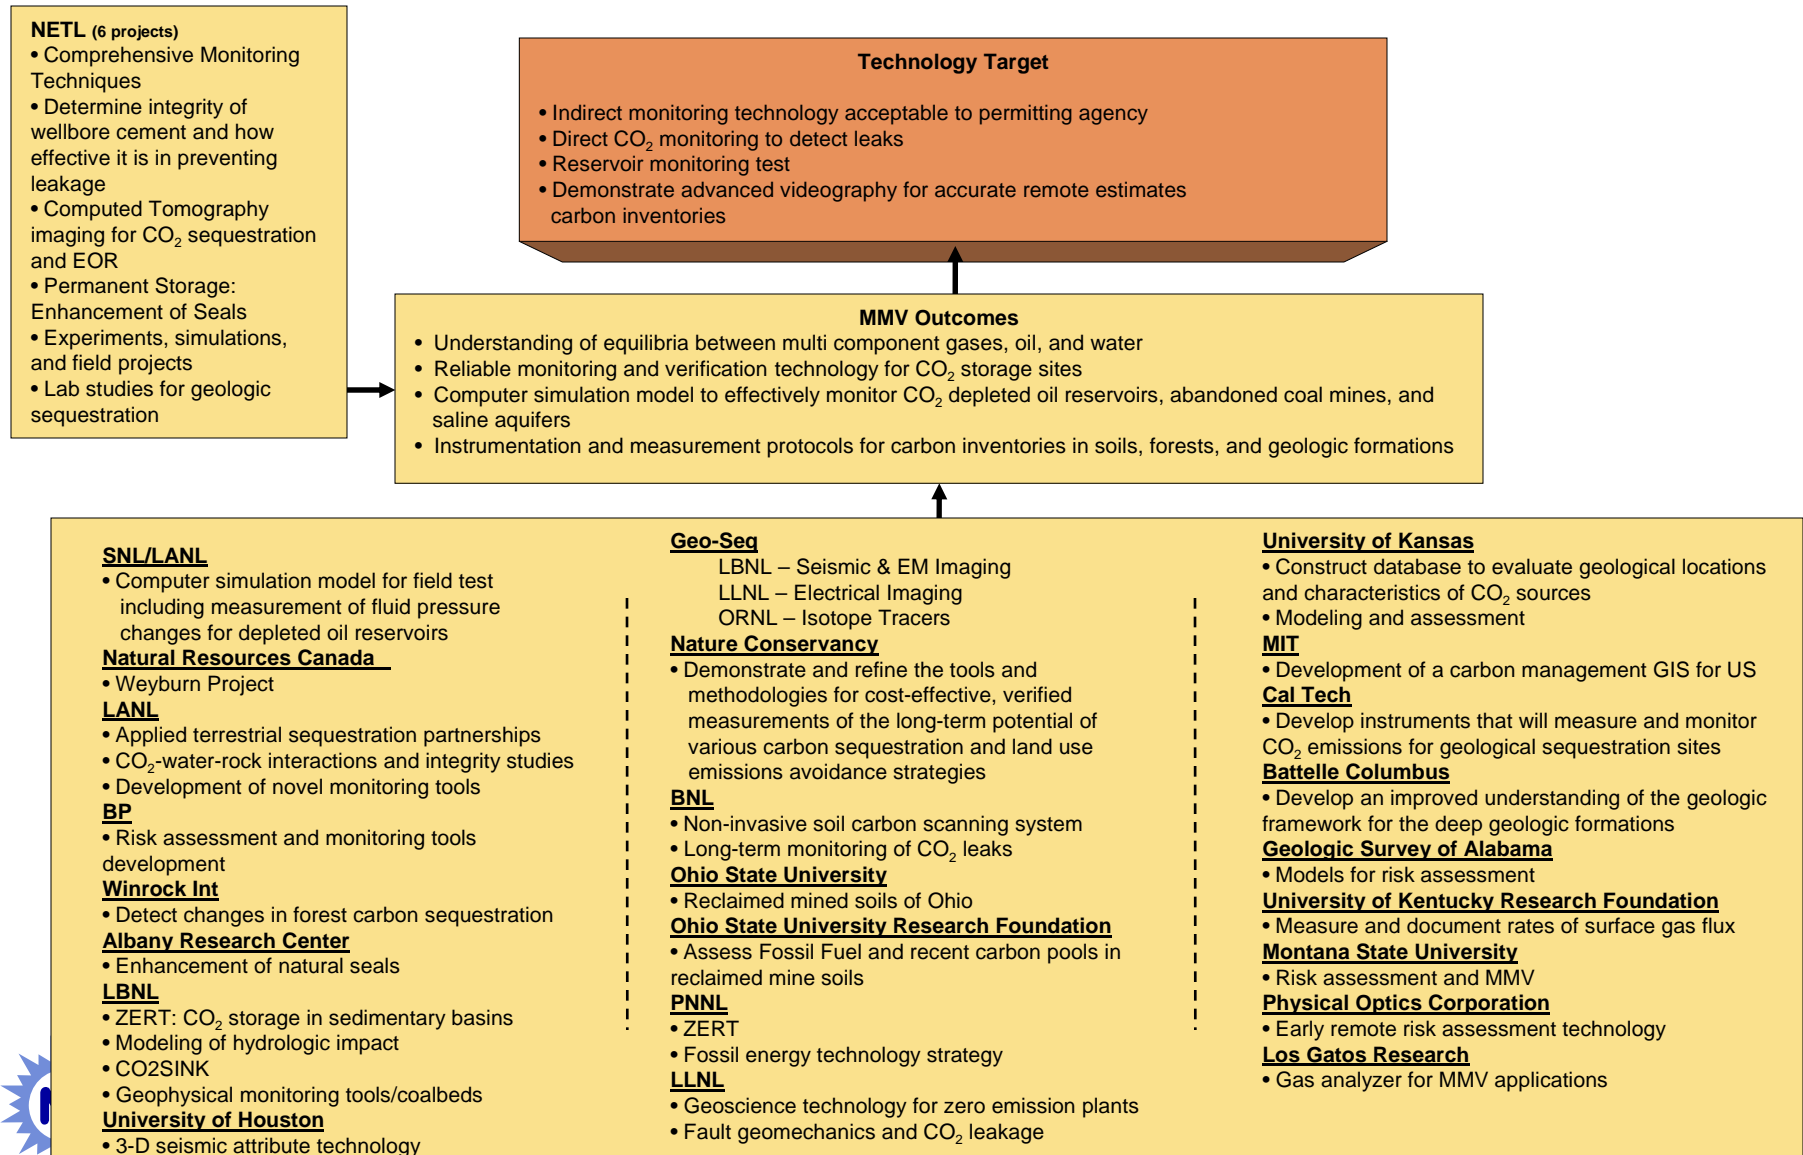 NETL (6 projects)
• Comprehensive Monitoring
Techniques
• Determine integrity of
wellbore cement and how
effective it is in preventing
leakage
• Computed Tomography
imaging for CO₂ sequestration
and EOR
• Permanent Storage:
Enhancement of Seals
• Experiments, simulations,
and field projects
• Lab studies for geologic
sequestration
Technology Target
• Indirect monitoring technology acceptable to permitting agency
• Direct CO₂ monitoring to detect leaks
• Reservoir monitoring test
• Demonstrate advanced videography for accurate remote estimates
carbon inventories
MMV Outcomes
• Understanding of equilibria between multi component gases, oil, and water
• Reliable monitoring and verification technology for CO₂ storage sites
• Computer simulation model to effectively monitor CO₂ depleted oil reservoirs, abandoned coal mines, and
saline aquifers
• Instrumentation and measurement protocols for carbon inventories in soils, forests, and geologic formations
SNL/LANL
• Computer simulation model for field test
including measurement of fluid pressure
changes for depleted oil reservoirs
Natural Resources Canada
• Weyburn Project
LANL
• Applied terrestrial sequestration partnerships
• CO₂-water-rock interactions and integrity studies
• Development of novel monitoring tools
BP
• Risk assessment and monitoring tools
development
Winrock Int
• Detect changes in forest carbon sequestration
Albany Research Center
• Enhancement of natural seals
LBNL
• ZERT: CO₂ storage in sedimentary basins
• Modeling of hydrologic impact
• CO2SINK
• Geophysical monitoring tools/coalbeds
University of Houston
• 3-D seismic attribute technology
Geo-Seq
LBNL – Seismic & EM Imaging
LLNL – Electrical Imaging
ORNL – Isotope Tracers
Nature Conservancy
• Demonstrate and refine the tools and
methodologies for cost-effective, verified
measurements of the long-term potential of
various carbon sequestration and land use
emissions avoidance strategies
BNL
• Non-invasive soil carbon scanning system
• Long-term monitoring of CO₂ leaks
Ohio State University
• Reclaimed mined soils of Ohio
Ohio State University Research Foundation
• Assess Fossil Fuel and recent carbon pools in
reclaimed mine soils
PNNL
• ZERT
• Fossil energy technology strategy
LLNL
• Geoscience technology for zero emission plants
• Fault geomechanics and CO₂ leakage
University of Kansas
• Construct database to evaluate geological locations
and characteristics of CO₂ sources
• Modeling and assessment
MIT
• Development of a carbon management GIS for US
Cal Tech
• Develop instruments that will measure and monitor
CO₂ emissions for geological sequestration sites
Battelle Columbus
• Develop an improved understanding of the geologic
framework for the deep geologic formations
Geologic Survey of Alabama
• Models for risk assessment
University of Kentucky Research Foundation
• Measure and document rates of surface gas flux
Montana State University
• Risk assessment and MMV
Physical Optics Corporation
• Early remote risk assessment technology
Los Gatos Research
• Gas analyzer for MMV applications